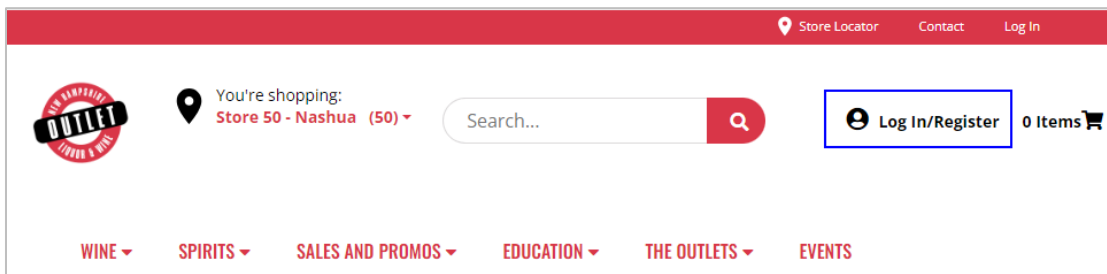 Store Locator Contact Log In
NEW HAMPSHIRE
OUTLET
LIQUOR & WINE
You're shopping:
Store 50 - Nashua (50)
Search...
Log In/Register 0 Items
WINE SPIRITS SALES AND PROMOS EDUCATION THE OUTLETS EVENTS